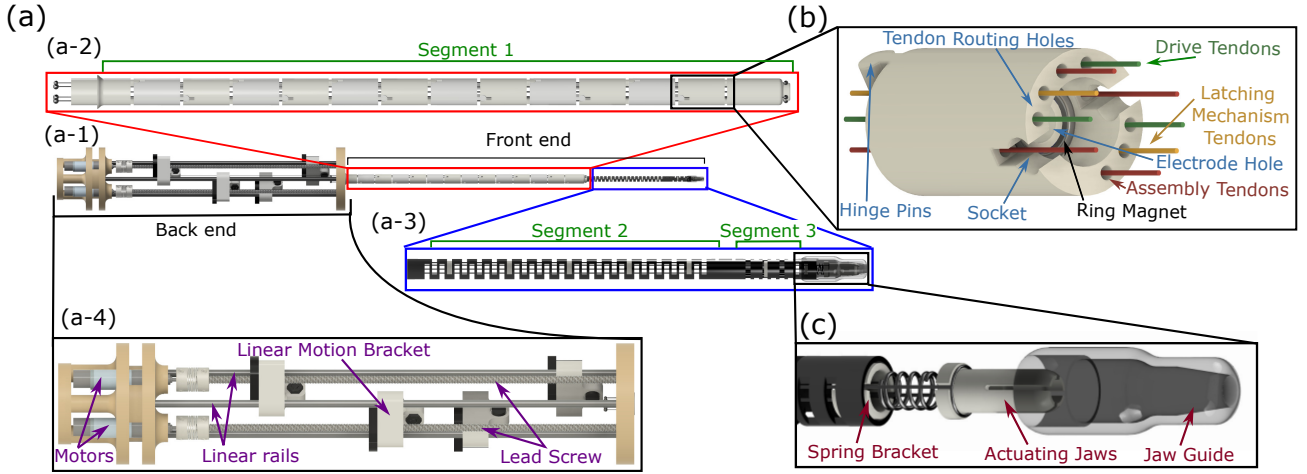 (a)
(a-2)
Segment 1
(a-1)
Front end
Back end
(a-3)
Segment 2
Segment 3
(a-4)
Linear Motion Bracket
Motors
Linear rails
Lead Screw
(b)
Tendon Routing Holes
Drive Tendons
Latching
Mechanism
Tendons
Electrode Hole
Assembly Tendons
Ring Magnet
Hinge Pins
Socket
(c)
Spring Bracket
Actuating Jaws
Jaw Guide